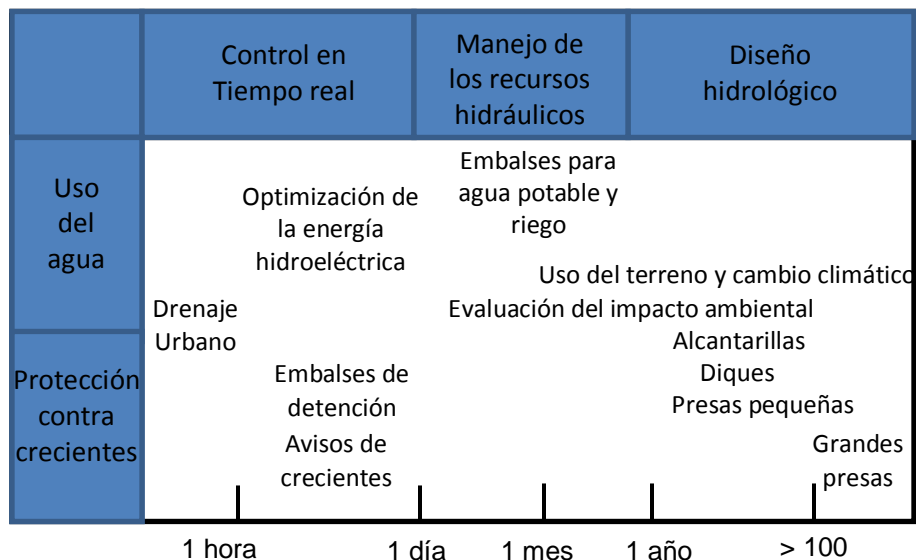 Control en
Tiempo real
Manejo de
los recursos
hidráulicos
Diseño
hidrológico
Uso
del
agua
Optimización de
la energía
hidroeléctrica
Embalses para
agua potable y
riego
Uso del terreno y cambio climático
Drenaje
Urbano
Evaluación del impacto ambiental
Protección
contra
crecientes
Embalses de
detención
Avisos de
crecientes
Alcantarillas
Diques
Presas pequeñas
Grandes
presas
1 hora
1 día
1 mes
1 año
> 100